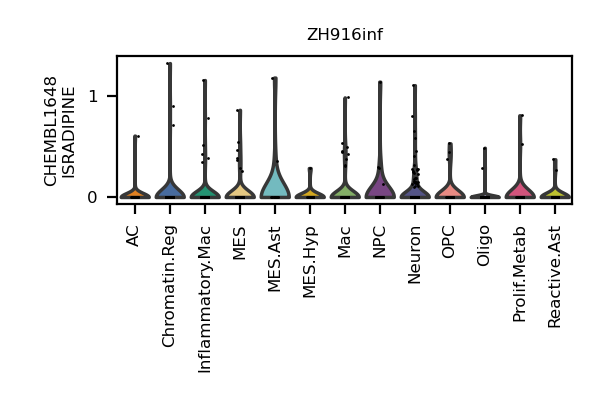 ZH916inf
CHEMBL1648
ISRADIPINE
1
0
AC
Chromatin.Reg
Inflammatory.Mac
MES
MES.Ast
MES.Hyp
Mac
NPC
Neuron
OPC
Oligo
Prolif.Metab
Reactive.Ast